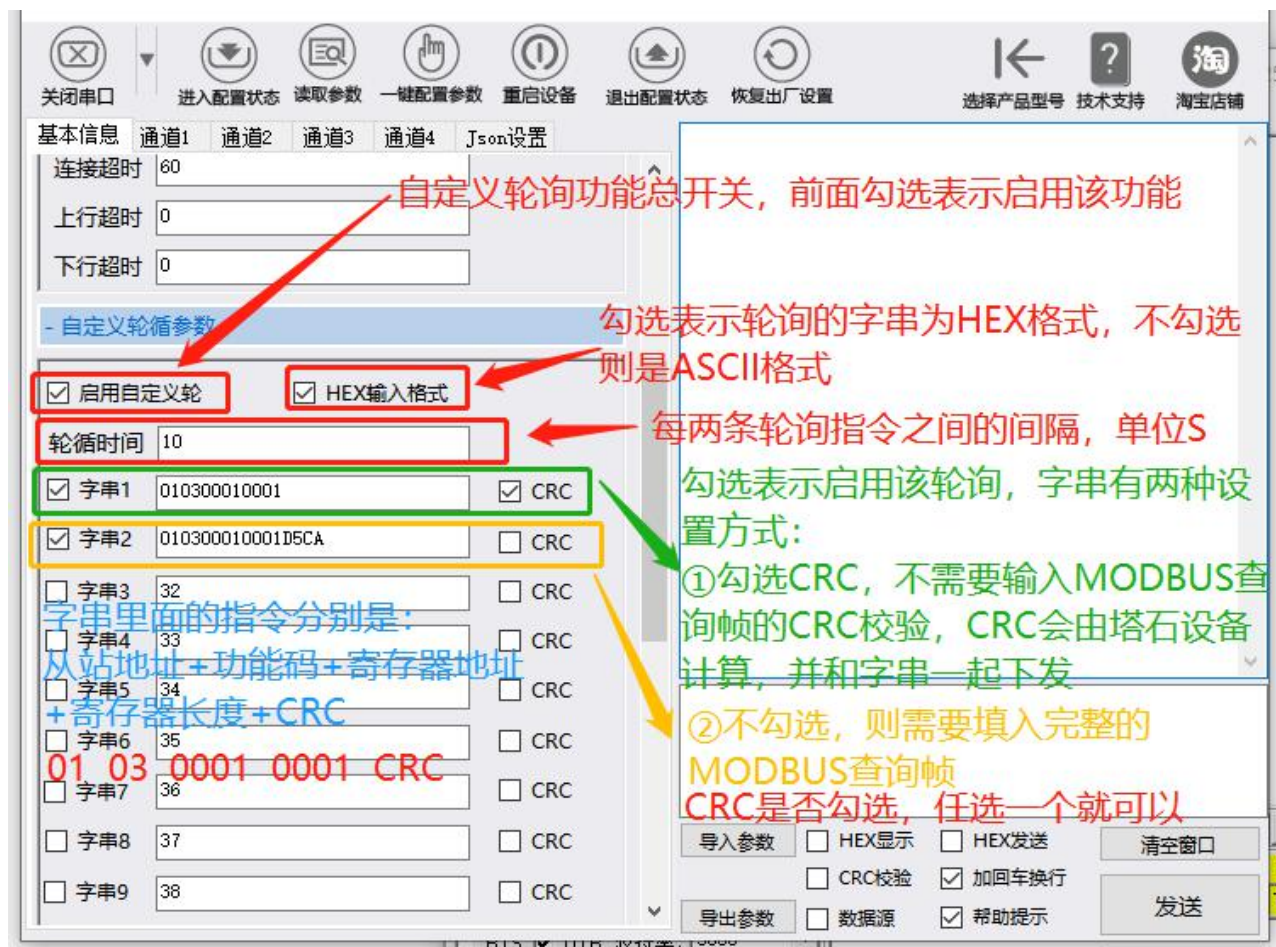 关闭串口
进入配置状态
读取参数
一键配置参数
重启设备
退出配置状态
恢复出厂设置
选择产品型号
技术支持
淘
淘宝店铺
基本信息 通道1 通道2 通道3 通道4 Json设置
连接超时 60
自定义轮询功能总开关，前面勾选表示启用该功能
上行超时 0
下行超时 0
- 自定义轮循参数
勾选表示轮询的字串为HEX格式，不勾选
则是ASCII格式
启用自定义轮 HEX输入格式
每两条轮询指令之间的间隔，单位S
轮循时间 10
字串1 010300010001 CRC
字串2 010300010001D5CA CRC
勾选表示启用该轮询，字串有两种设
置方式：
①勾选CRC，不需要输入MODBUS查
询帧的CRC校验，CRC会由塔石设备
计算，并和字串一起下发
字串3 32 CRC
字串里面的指令分别是：
字串4 33 CRC
从站地址+功能码+寄存器地址
字串5 34 CRC
+寄存器长度+CRC
字串6 35 CRC
01 03 0001 0001 CRC
字串7 36 CRC
②不勾选，则需要填入完整的
MODBUS查询帧
CRC是否勾选，任选一个就可以
字串8 37 CRC
字串9 38 CRC
导入参数 HEX显示 HEX发送 清空窗口
CRC校验 加回车换行
导出参数 数据源 帮助提示 发送